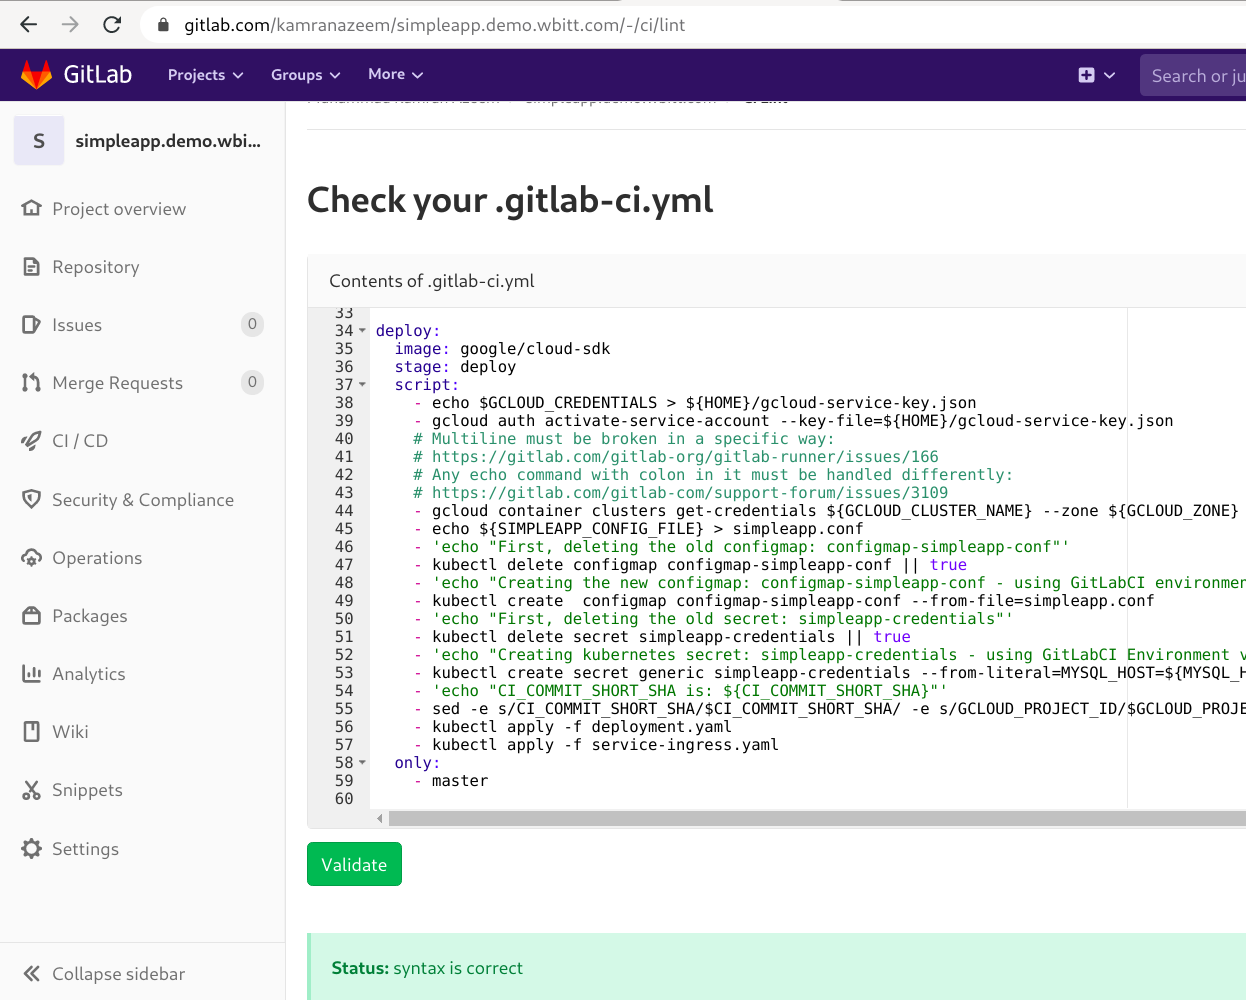 gitlab.com/kamranazeem/simpleapp.demo.wbitt.com/-/ci/lint
GitLab Projects Groups More Search or ju
S simpleapp.demo.wbi...
Project overview
Repository
Issues 0
Merge Requests 0
CI / CD
Security & Compliance
Operations
Packages
Analytics
Wiki
Snippets
Settings
Collapse sidebar
Check your .gitlab-ci.yml
Contents of .gitlab-ci.yml
33
34 deploy:
35 image: google/cloud-sdk
36 stage: deploy
37 script:
38 - echo $GCLOUD_CREDENTIALS > ${HOME}/gcloud-service-key.json
39 - gcloud auth activate-service-account --key-file=${HOME}/gcloud-service-key.json
40 # Multiline must be broken in a specific way:
41 # https://gitlab.com/gitlab-org/gitlab-runner/issues/166
42 # Any echo command with colon in it must be handled differently:
43 # https://gitlab.com/gitlab-com/support-forum/issues/3109
44 - gcloud container clusters get-credentials ${GCLOUD_CLUSTER_NAME} --zone ${GCLOUD_ZONE}
45 - echo ${SIMPLEAPP_CONFIG_FILE} > simpleapp.conf
46 - 'echo "First, deleting the old configmap: configmap-simpleapp-conf"'
47 - kubectl delete configmap configmap-simpleapp-conf || true
48 - 'echo "Creating the new configmap: configmap-simpleapp-conf - using GitLabCI environmen
49 - kubectl create  configmap configmap-simpleapp-conf --from-file=simpleapp.conf
50 - 'echo "First, deleting the old secret: simpleapp-credentials"'
51 - kubectl delete secret simpleapp-credentials || true
52 - 'echo "Creating kubernetes secret: simpleapp-credentials - using GitLabCI Environment v
53 - kubectl create secret generic simpleapp-credentials --from-literal=MYSQL_HOST=${MYSQL_H
54 - 'echo "CI_COMMIT_SHORT_SHA is: ${CI_COMMIT_SHORT_SHA}"'
55 - sed -e s/CI_COMMIT_SHORT_SHA/$CI_COMMIT_SHORT_SHA/ -e s/GCLOUD_PROJECT_ID/$GCLOUD_PROJE
56 - kubectl apply -f deployment.yaml
57 - kubectl apply -f service-ingress.yaml
58 only:
59 - master
60
Validate
Status: syntax is correct